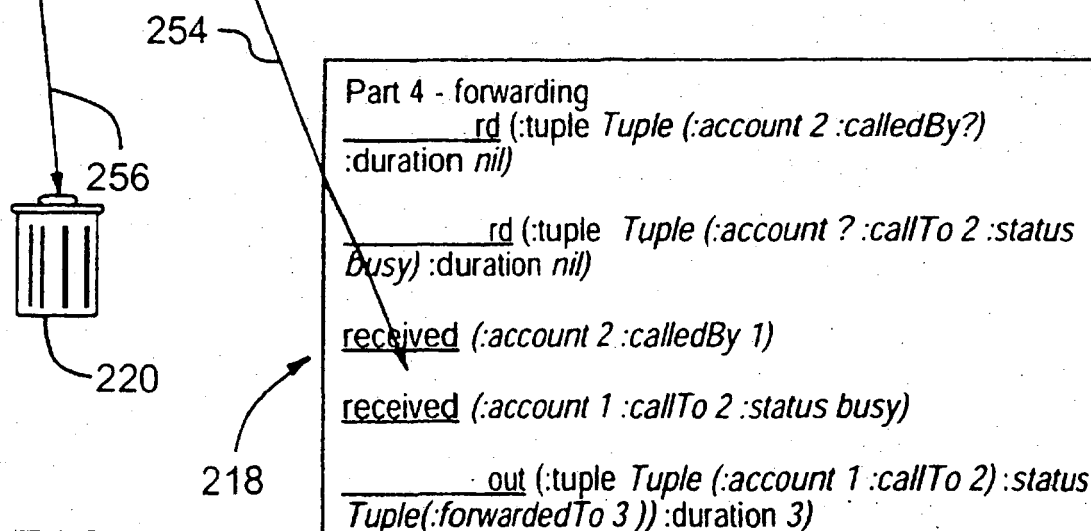 254
Part 4 - forwarding
rd (:tuple Tuple (:account 2 :calledBy?)
:duration nil)
256
rd (:tuple Tuple (:account ? :callTo 2 :status
busy) :duration nil)
received (:account 2 :calledBy 1)
220
received (:account 1 :callTo 2 :status busy)
218
out (:tuple Tuple (:account 1 :callTo 2) :status
Tuple(:forwardedTo 3 )) :duration 3)